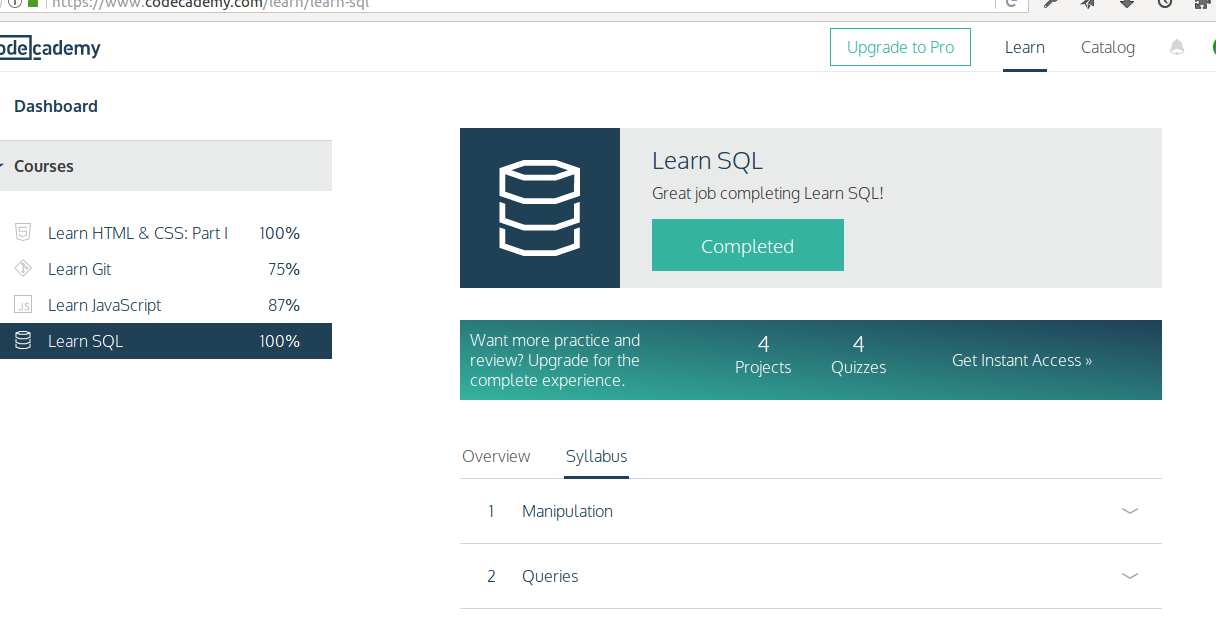 https://www.codecademy.com/learn/learn-sql
odecademy
Upgrade to Pro
Learn
Catalog
Dashboard
Courses
Learn HTML & CSS: Part I 100%
Learn Git 75%
JS Learn JavaScript 87%
Learn SQL 100%
Learn SQL
Great job completing Learn SQL!
Completed
Want more practice and
review? Upgrade for the
complete experience.
4
Projects
4
Quizzes
Get Instant Access »
Overview
Syllabus
1 Manipulation
2 Queries